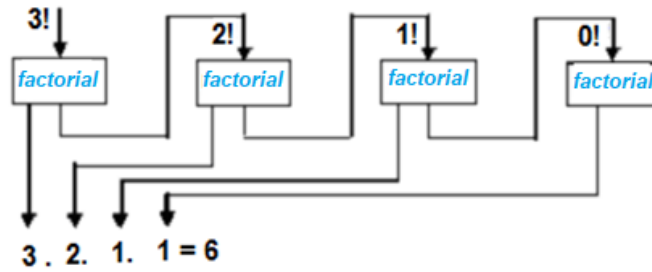 3! 2! 1! 0!
factorial factorial factorial factorial
3 . 2. 1. 1 = 6